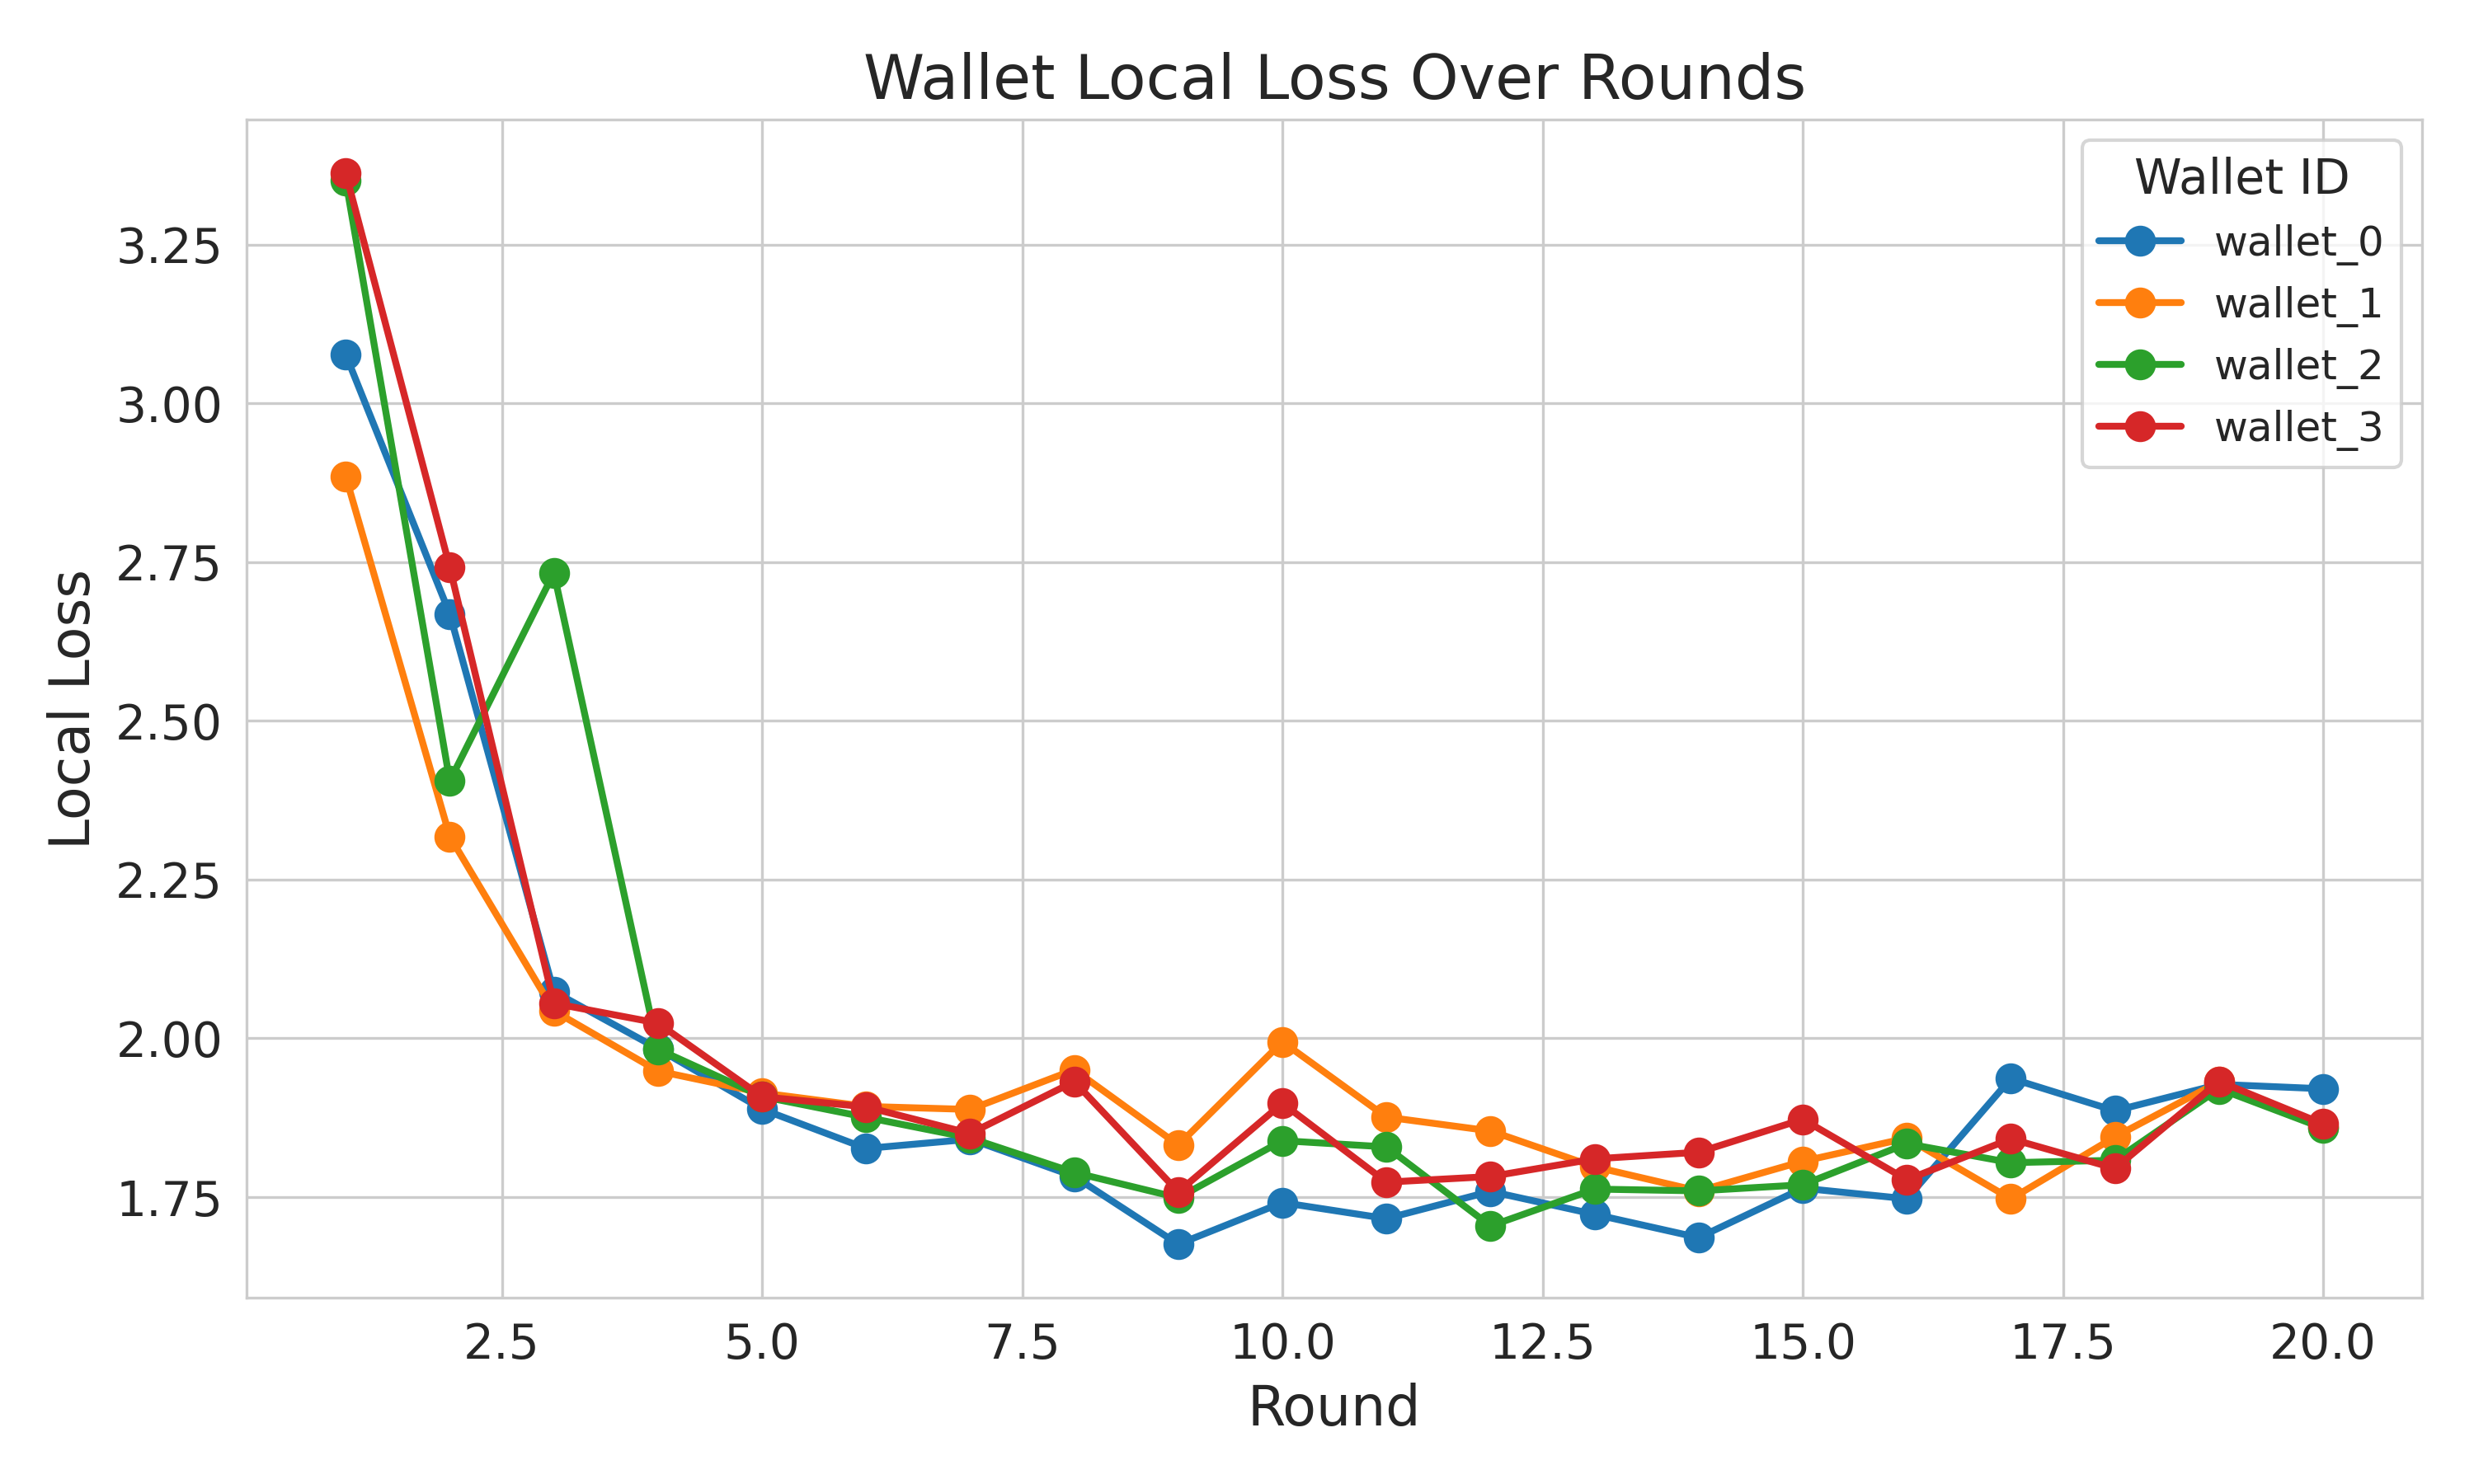 Wallet Local Loss Over Rounds
Wallet ID
wallet_0
wallet_1
wallet_2
wallet_3
Local Loss
3.25
3.00
2.75
2.50
2.25
2.00
1.75
2.5 5.0 7.5 10.0 12.5 15.0 17.5 20.0
Round